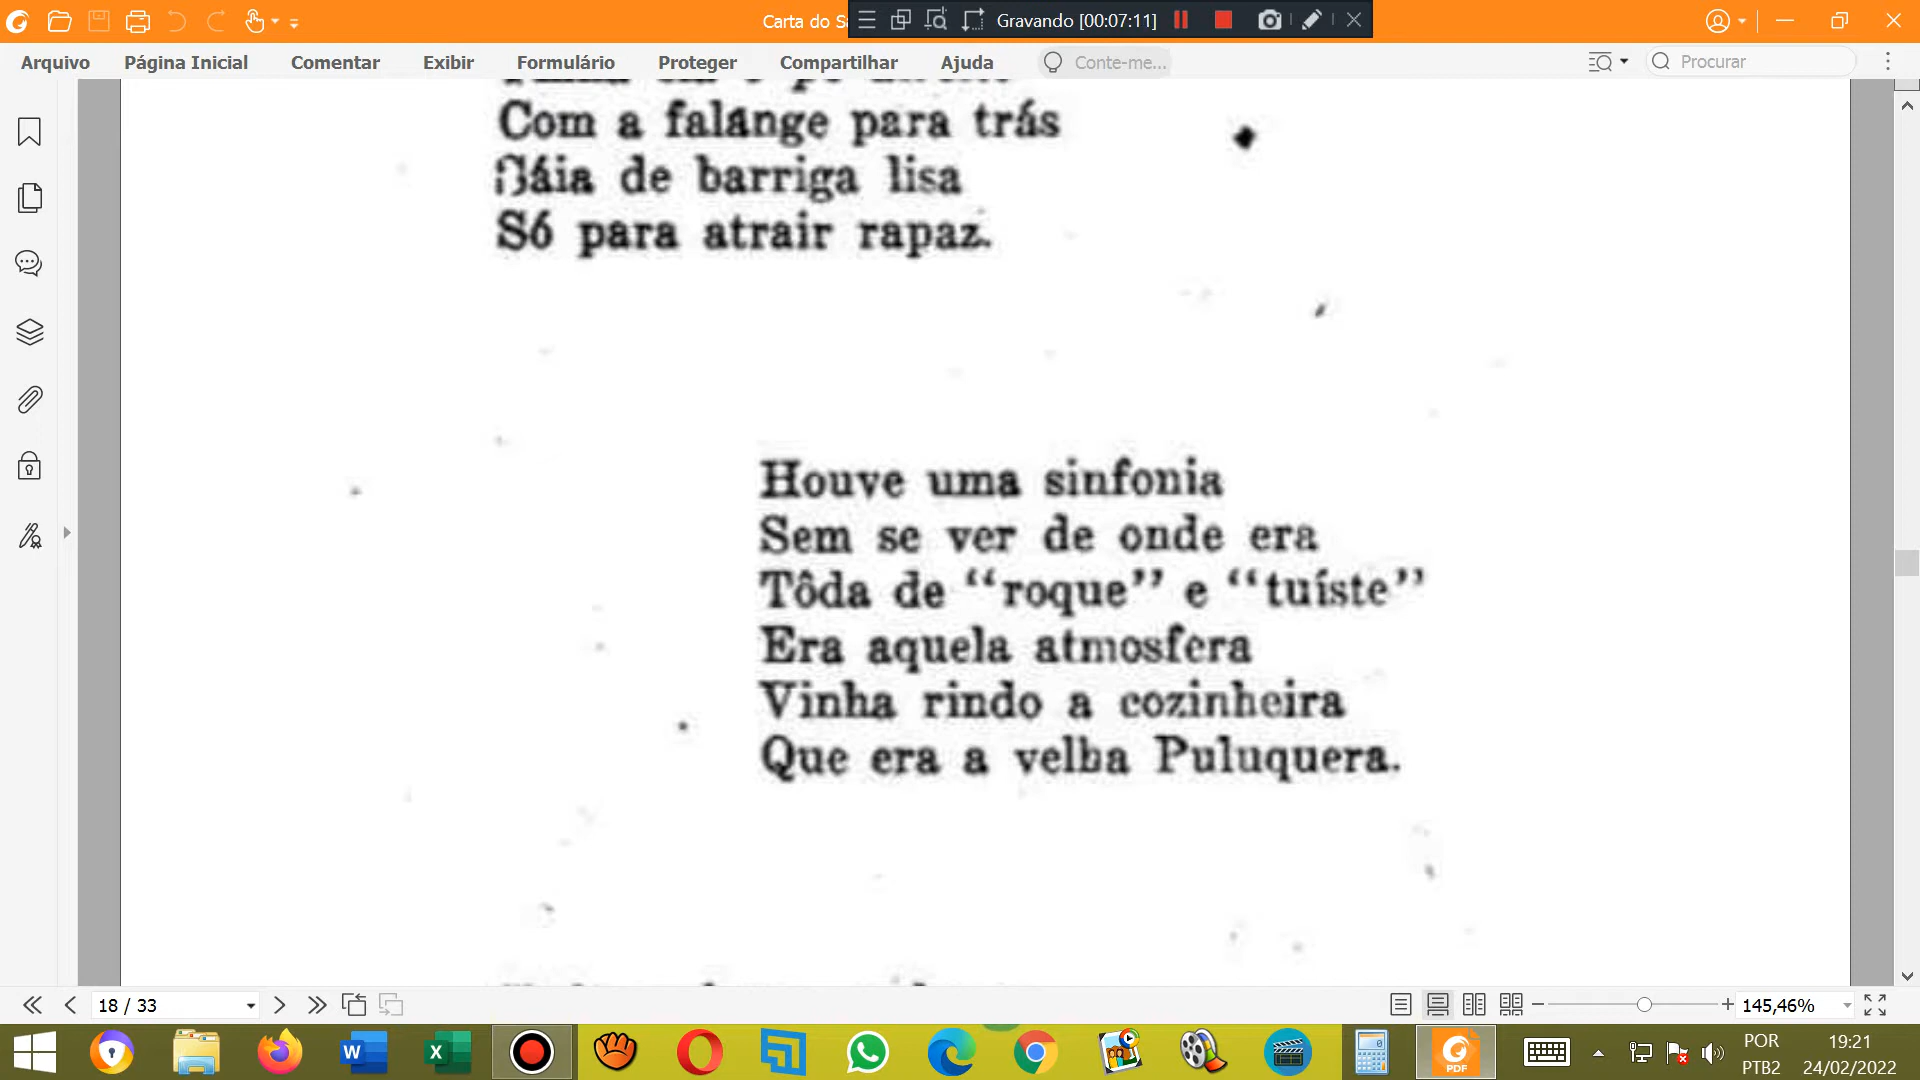 Carta do Sa
Gravando [00:07:11]
Arquivo Página Inicial Comentar Exibir Formulário Proteger Compartilhar Ajuda Conte-me... Procurar
Com a falange para trás
de barriga lisa
Só para atrair rapaz.
Houve uma sinfonia
Sem se ver de onde era
Tôda de “roque” e “tuíste”
Era aquela atmosfera
Vinha rindo a cozinheira
Que era a velha Puluquera.
18 / 33
145,46%
POR
PTB2
19:21
24/02/2022